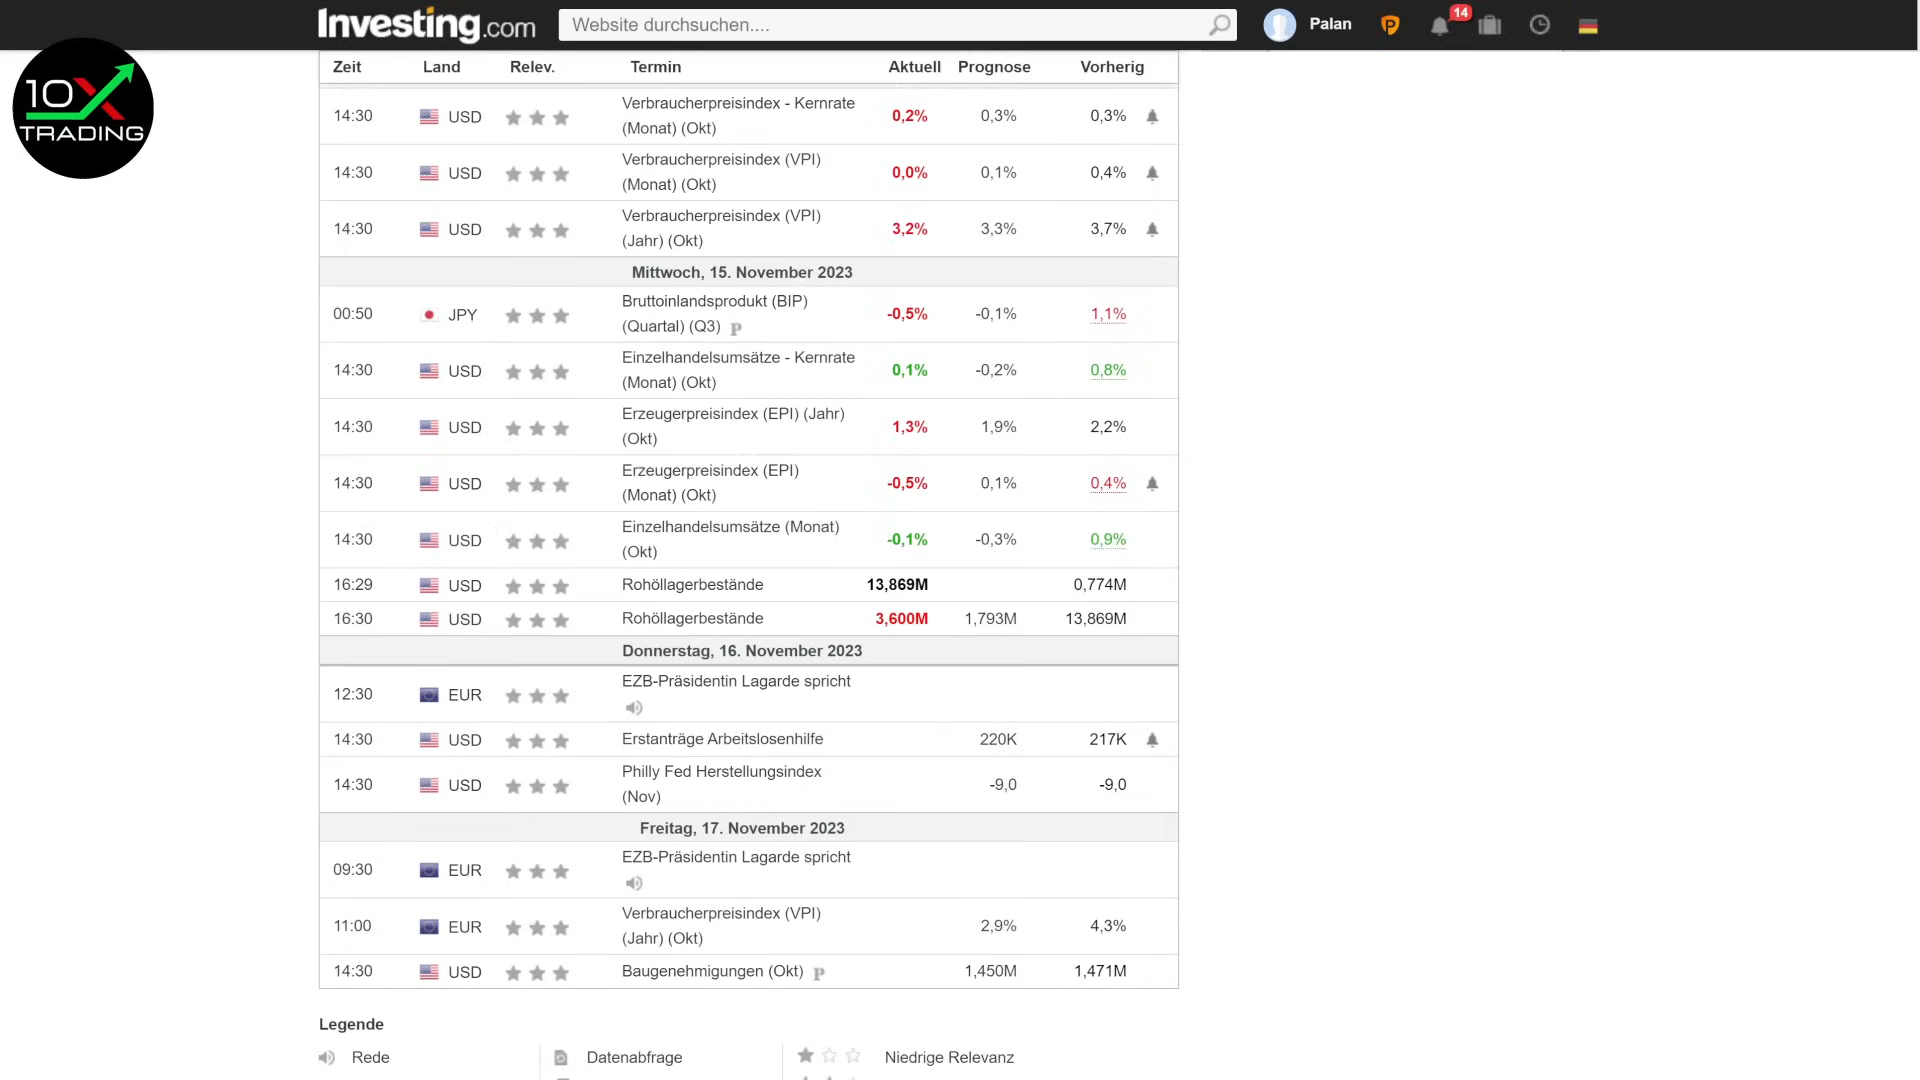 Investing.com
Website durchsuchen....
Palan
14
10X
TRADING
Zeit Land Relev. Termin Aktuell Prognose Vorherig
14:30 USD Verbraucherpreisindex - Kernrate (Monat) (Okt) 0,2% 0,3% 0,3%
14:30 USD Verbraucherpreisindex (VPI) (Monat) (Okt) 0,0% 0,1% 0,4%
14:30 USD Verbraucherpreisindex (VPI) (Jahr) (Okt) 3,2% 3,3% 3,7%
Mittwoch, 15. November 2023
00:50 JPY Bruttoinlandsprodukt (BIP) (Quartal) (Q3) P -0,5% -0,1% 1,1%
14:30 USD Einzelhandelsumsätze - Kernrate (Monat) (Okt) 0,1% -0,2% 0,8%
14:30 USD Erzeugerpreisindex (EPI) (Jahr) (Okt) 1,3% 1,9% 2,2%
14:30 USD Erzeugerpreisindex (EPI) (Monat) (Okt) -0,5% 0,1% 0,4%
14:30 USD Einzelhandelsumsätze (Monat) (Okt) -0,1% -0,3% 0,9%
16:29 USD Rohöllagerbestände 13,869M 0,774M
16:30 USD Rohöllagerbestände 3,600M 1,793M 13,869M
Donnerstag, 16. November 2023
12:30 EUR EZB-Präsidentin Lagarde spricht
14:30 USD Erstanträge Arbeitslosenhilfe 220K 217K
14:30 USD Philly Fed Herstellungsindex (Nov) -9,0 -9,0
Freitag, 17. November 2023
09:30 EUR EZB-Präsidentin Lagarde spricht
11:00 EUR Verbraucherpreisindex (VPI) (Jahr) (Okt) 2,9% 4,3%
14:30 USD Baugenehmigungen (Okt) P 1,450M 1,471M
Legende
Rede Datenabfrage Niedrige Relevanz